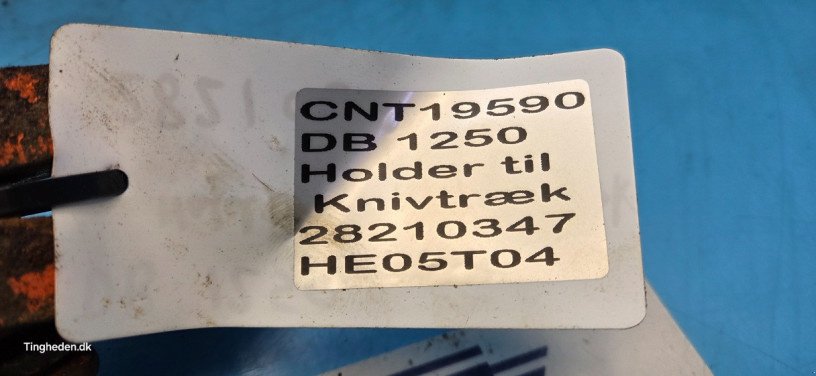 CNT19590
DB 1250
Holder til
Knivtræk
28210347
HE05T04
Tingheden.dk